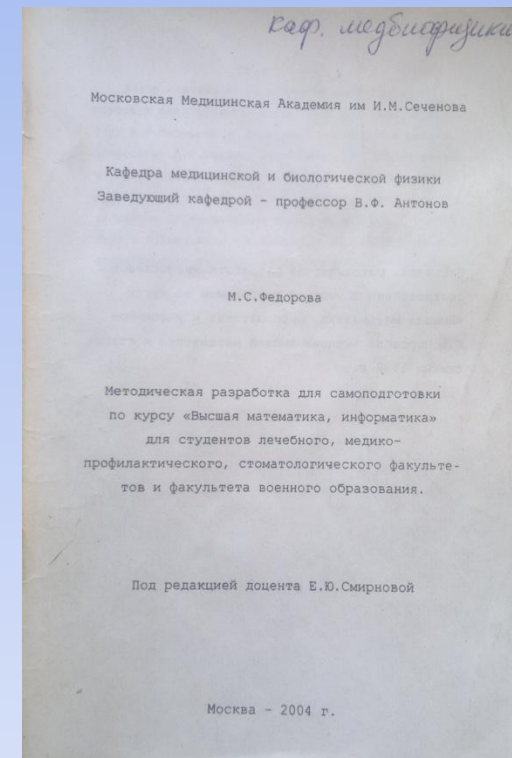 каф. медбиофизики
Московская Медицинская Академия им И.М.Сеченова
Кафедра медицинской и биологической физики
Заведующий кафедрой - профессор В.Ф. Антонов
М.С.Федорова
Методическая разработка для самоподготовки
по курсу «Высшая математика, информатика»
для студентов лечебного, медико-
профилактического, стоматологического факульте-
тов и факультета военного образования.
Под редакцией доцента Е.Ю.Смирновой
Москва - 2004 г.